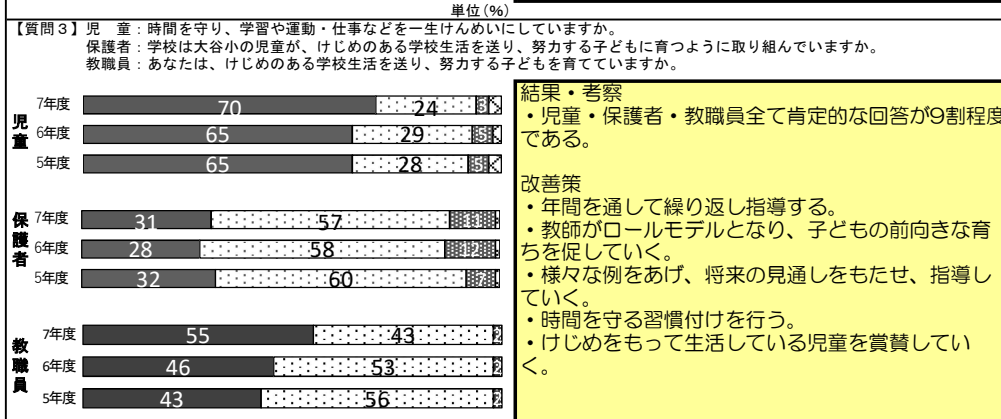 単位(%)
【質問３】児　童：時間を守り、学習や運動・仕事などを一生けんめいにしていますか。
保護者：学校は大谷小の児童が、けじめのある学校生活を送り、努力する子どもに育つように取り組んでいますか。
教職員：あなたは、けじめのある学校生活を送り、努力する子どもを育てていますか。
児童
7年度 70 24
6年度 65 29 5
5年度 65 28 5
保護者
7年度 31 57 11
6年度 28 58 12
5年度 32 60 7
教職員
7年度 55 43 2
6年度 46 53 2
5年度 43 56 2
結果・考察
・児童・保護者・教職員全て肯定的な回答が9割程度
である。
改善策
・年間を通して繰り返し指導する。
・教師がロールモデルとなり、子どもの前向きな育
ちを促していく。
・様々な例をあげ、将来の見通しをもたせ、指導し
ていく。
・時間を守る習慣付けを行う。
・けじめをもって生活している児童を賞賛してい
く。